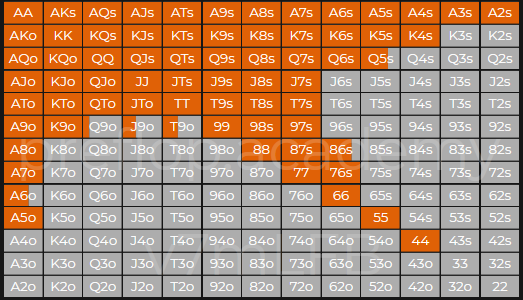 AA AKs AQs AJs ATs A9s A8s A7s A6s A5s A4s A3s A2s
AKo KK KQs KJs KTs K9s K8s K7s K6s K5s K4s K3s K2s
AQo KQo QQ QJs QTs Q9s Q8s Q7s Q6s Q5s Q4s Q3s Q2s
AJo KJo QJo JJ JTs J9s J8s J7s J6s J5s J4s J3s J2s
ATo KTo QTo JTo TT T9s T8s T7s T6s T5s T4s T3s T2s
A9o K9o Q9o J9o T9o 99 98s 97s 96s 95s 94s 93s 92s
A8o K8o Q8o J8o T8o 98o 88 87s 86s 85s 84s 83s 82s
preflop.academy
A7o K7o Q7o J7o T7o 97o 87o 77 76s 75s 74s 73s 72s
A6o K6o Q6o J6o T6o 96o 86o 76o 66 65s 64s 63s 62s
A5o K5o Q5o J5o T5o 95o 85o 75o 65o 55 54s 53s 52s
A4o K4o Q4o J4o T4o 94o 84o 74o 64o 54o 44 43s 42s
A3o K3o Q3o J3o T3o 93o 83o 73o 63o 53o 43o 33 32s
A2o K2o Q2o J2o T2o 92o 82o 72o 62o 52o 42o 32o 22